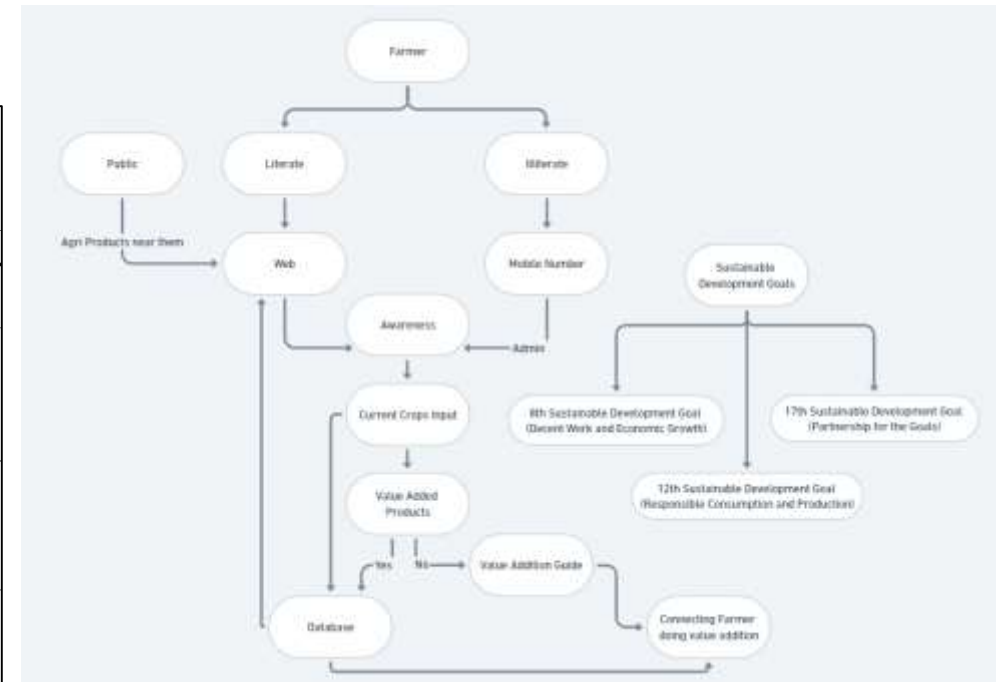 Farmer
Public
Literate
Illiterate
Agri Products near them
Web
Mobile Number
Sustainable
Development Goals
Awareness
Admin
Current Crops Input
8th Sustainable Development Goal
(Decent Work and Economic Growth)
17th Sustainable Development Goal
(Partnership for the Goals)
12th Sustainable Development Goal
(Responsible Consumption and Production)
Value Added
Products
Yes
No
Value Addition Guide
Database
Connecting Farmer
doing value addition